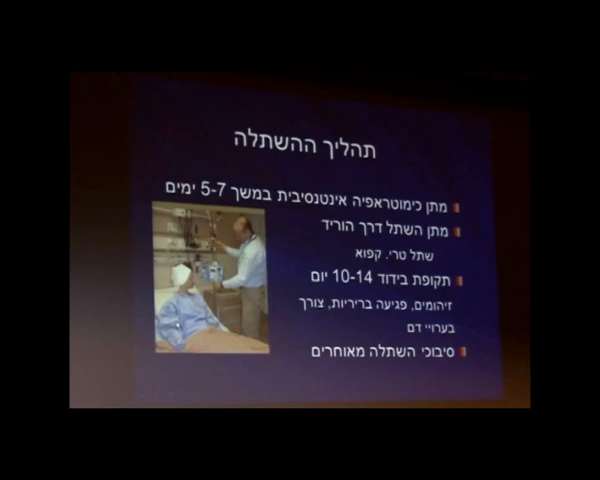 תהליך ההשתלה
מתן כימוטראפיה אינטנסיבית במשך 5-7 ימים
מתן השתל דרך הוריד
שתל טרי. קפוא
תקופת בידוד 10-14 יום
זיהומים, פגיעה בריריות, צורך
בערויי דם
סיבוכי השתלה מאוחרים